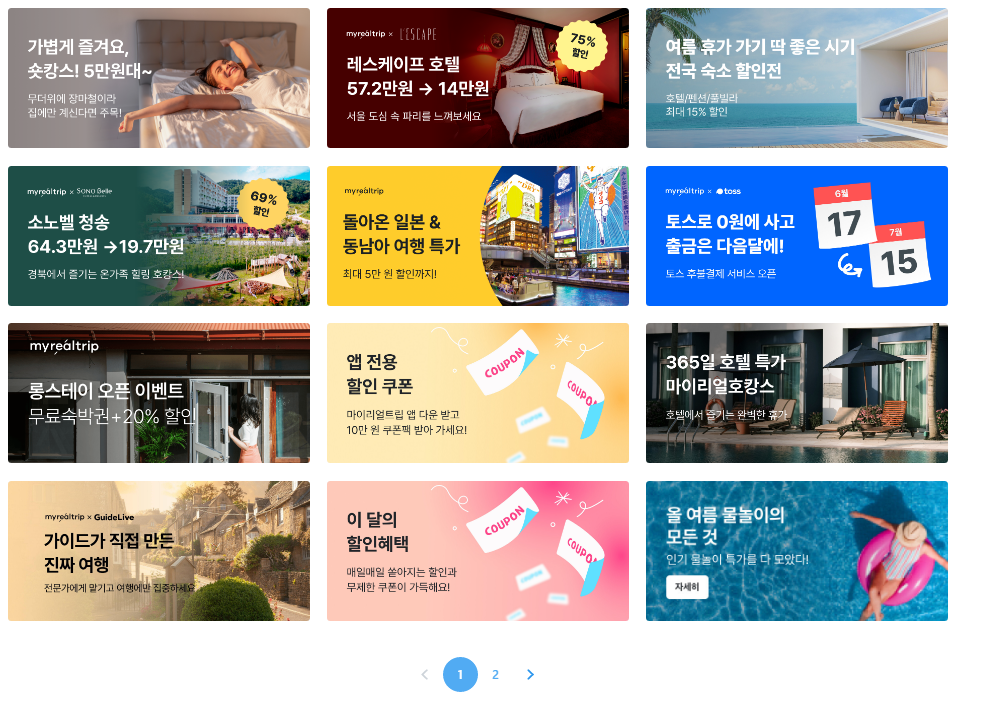 가볍게 즐겨요,
숏캉스! 5만원대~
무더위에 장마철이라
집에만 계신다면 주목!
myrealtrip × L'ESCAPE
75%
할인
레스케이프 호텔
57.2만원 → 14만원
서울 도심 속 파리를 느껴보세요
여름 휴가 가기 딱 좋은 시기
전국 숙소 할인전
호텔/펜션/풀빌라
최대 15% 할인
myrealtrip × SONO Belle
69%
할인
소노벨 청송
64.3만원 →19.7만원
경북에서 즐기는 온가족 힐링 호캉스!
myrealtrip
돌아온 일본 &
동남아 여행 특가
최대 5만 원 할인까지!
myrealtrip × toss
토스로 0원에 사고
출금은 다음달에!
토스 후불결제 서비스 오픈
6월
17
7월
15
myrealtrip
롱스테이 오픈 이벤트
무료숙박권+20% 할인
앱 전용
할인 쿠폰
마이리얼트립 앱 다운 받고
10만 원 쿠폰팩 받아 가세요!
COUPON
COUPO
365일 호텔 특가
마이리얼호캉스
호텔에서 즐기는 완벽한 휴가
myrealtrip × GuideLive
가이드가 직접 만든
진짜 여행
전문가에게 맡기고 여행에만 집중하세요
이 달의
할인혜택
매일매일 쏟아지는 할인과
무제한 쿠폰이 가득해요!
COUPON
COUPO
올 여름 물놀이의
모든 것
인기 물놀이 특가를 다 모았다!
자세히
1
2